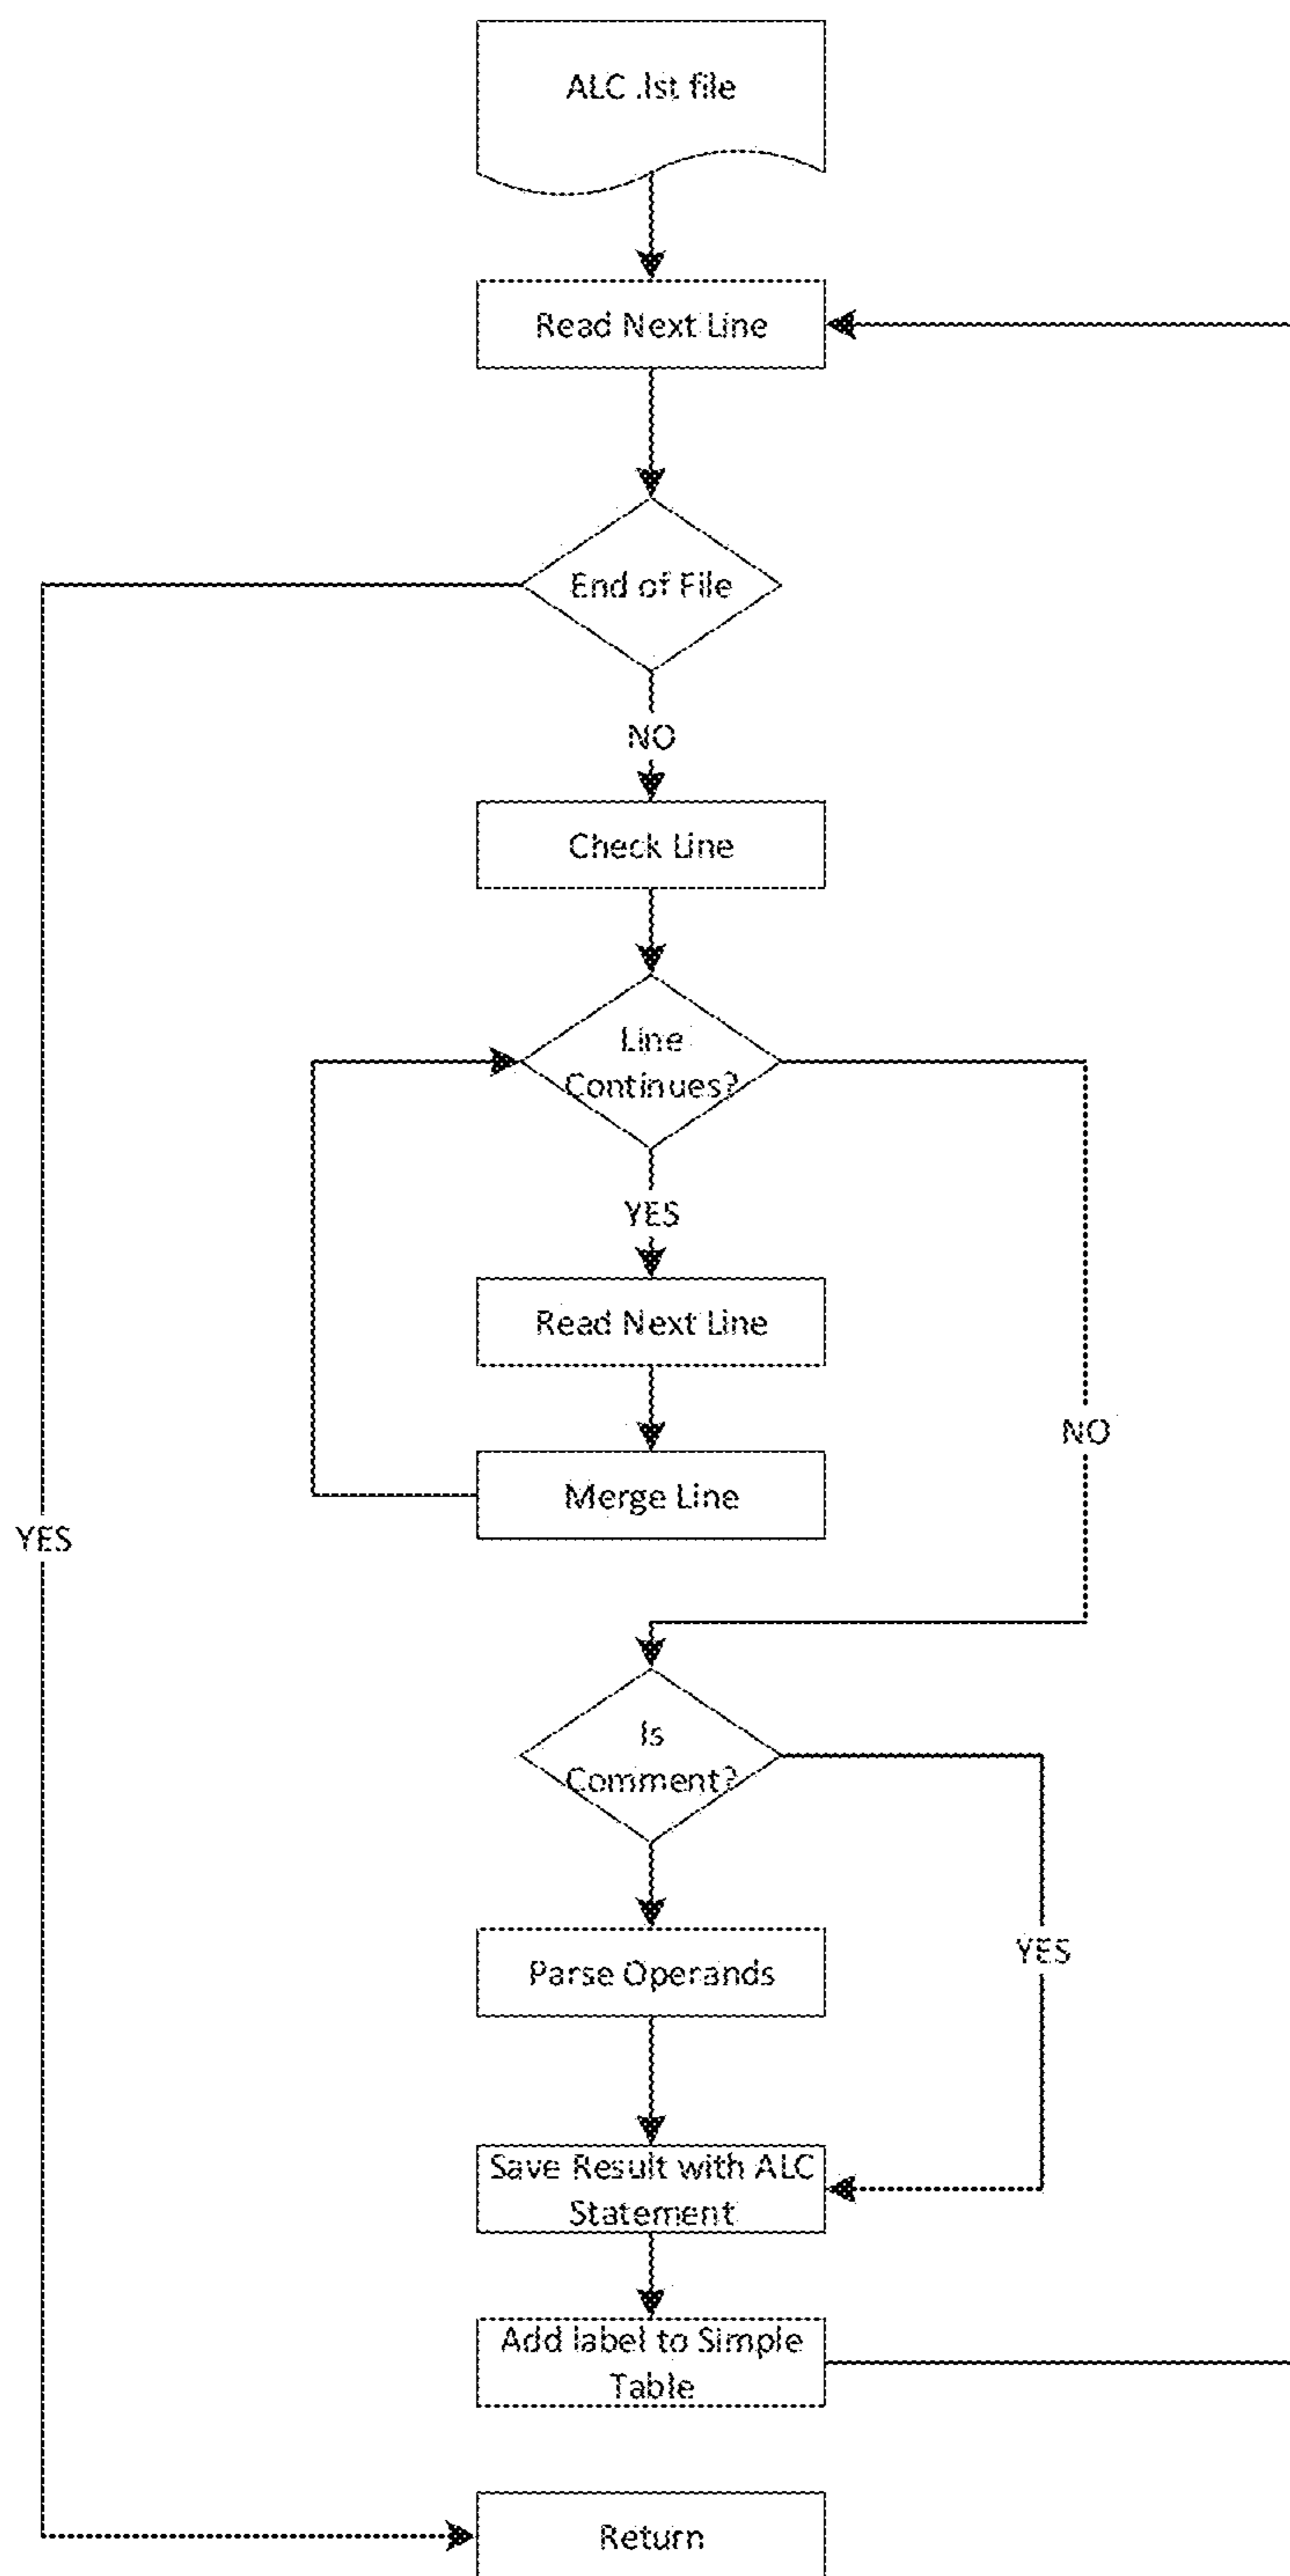 ALC .lst file
Read Next Line
End of File
NO
Check Line
Line
Continues?
YES
Read Next Line
NO
Merge Line
YES
Is
Comment?
YES
Parse Operands
Save Result with ALC
Statement
Add label to Simple
Table
Return